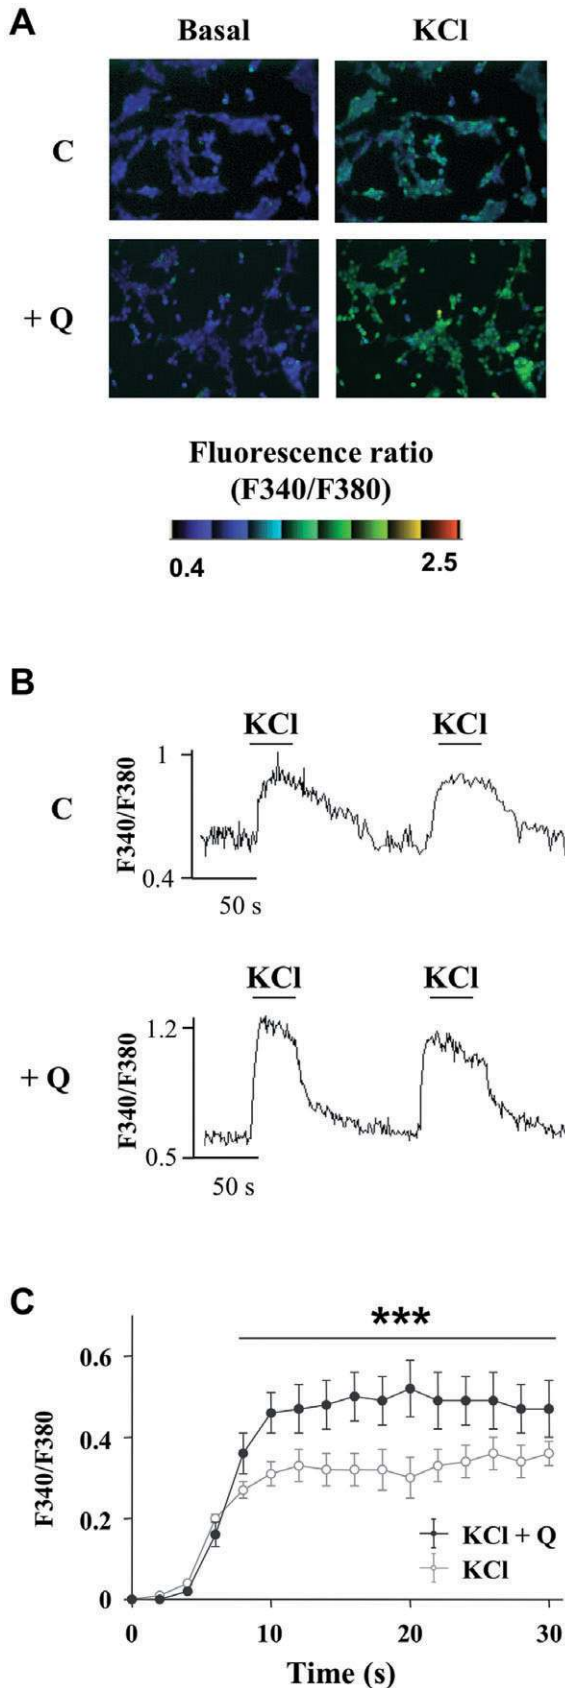 A
Basal KCl
C
+ Q
Fluorescence ratio
(F340/F380)
0.4 2.5
B
KCl KCl
1
C
F340/F380
0.4
50 s
KCl KCl
1.2
+ Q
F340/F380
0.5
50 s
C
***
0.6
0.4
F340/F380
0.2
KCl + Q
KCl
0
0 10 20 30
Time (s)